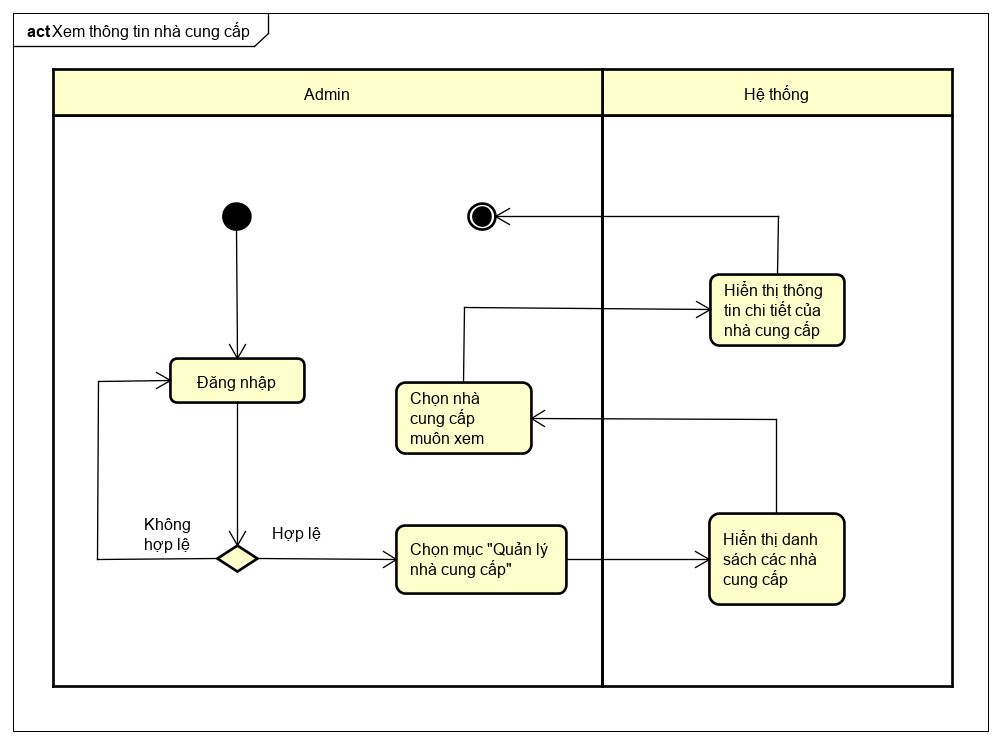 act Xem thông tin nhà cung cấp
Admin
Hệ thống
Hiển thị thông
tin chi tiết của
nhà cung cấp
Đăng nhập
Chọn nhà
cung cấp
muôn xem
Không
hợp lệ
Hợp lệ
Chọn mục "Quản lý
nhà cung cấp"
Hiển thị danh
sách các nhà
cung cấp